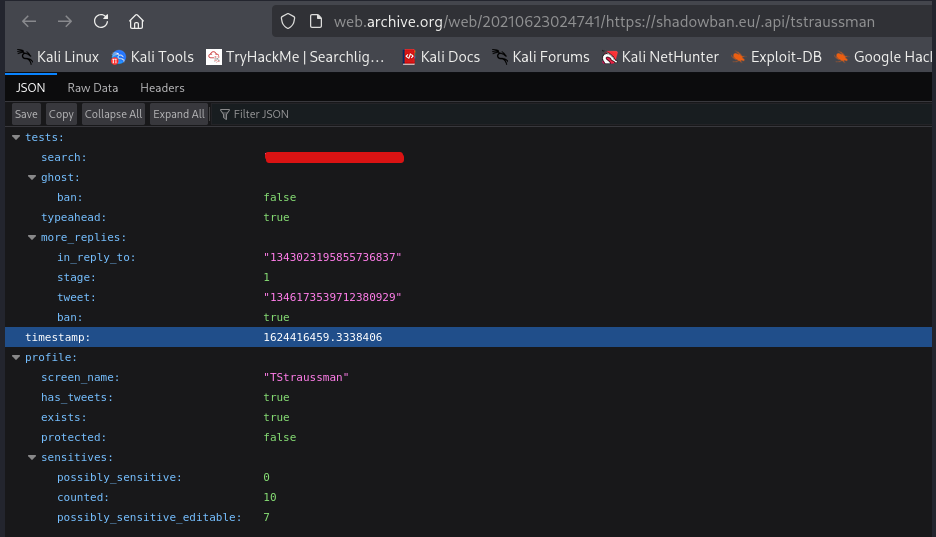 web.archive.org/web/20210623024741/https://shadowban.eu/.api/tstraussman
Kali Linux Kali Tools TryHackMe | Searchlig… Kali Docs Kali Forums Kali NetHunter Exploit-DB Google Hac
JSON Raw Data Headers
Save Copy Collapse All Expand All Filter JSON
tests:
search:
ghost:
ban: false
typeahead: true
more_replies:
in_reply_to: "1343023195855736837"
stage: 1
tweet: "1346173539712380929"
ban: true
timestamp: 1624416459.3338406
profile:
screen_name: "TStraussman"
has_tweets: true
exists: true
protected: false
sensitives:
possibly_sensitive: 0
counted: 10
possibly_sensitive_editable: 7